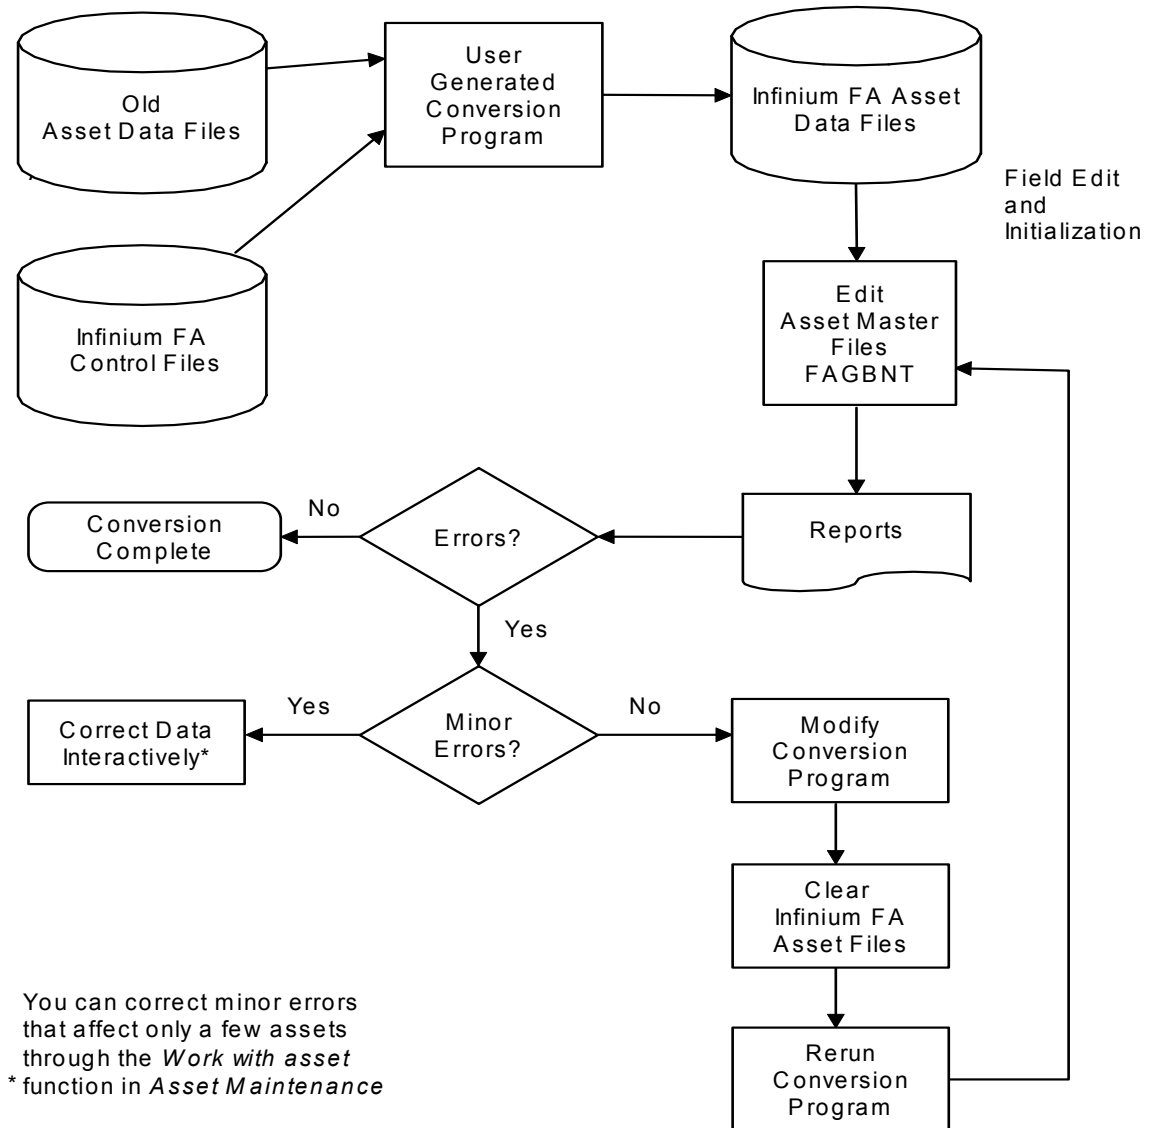 Old
Asset Data Files
User
Generated
Conversion
Program
Infinium FA Asset
Data Files
Field Edit
and
Initialization
Infinium FA
Control Files
Edit
Asset Master
Files
FAGBNT
Conversion
Complete
No
Errors?
Reports
Yes
Correct Data
Interactively*
Yes
Minor
Errors?
No
Modify
Conversion
Program
Clear
Infinium FA
Asset Files
You can correct minor errors
that affect only a few assets
through the Work with asset
* function in Asset Maintenance
Rerun
Conversion
Program